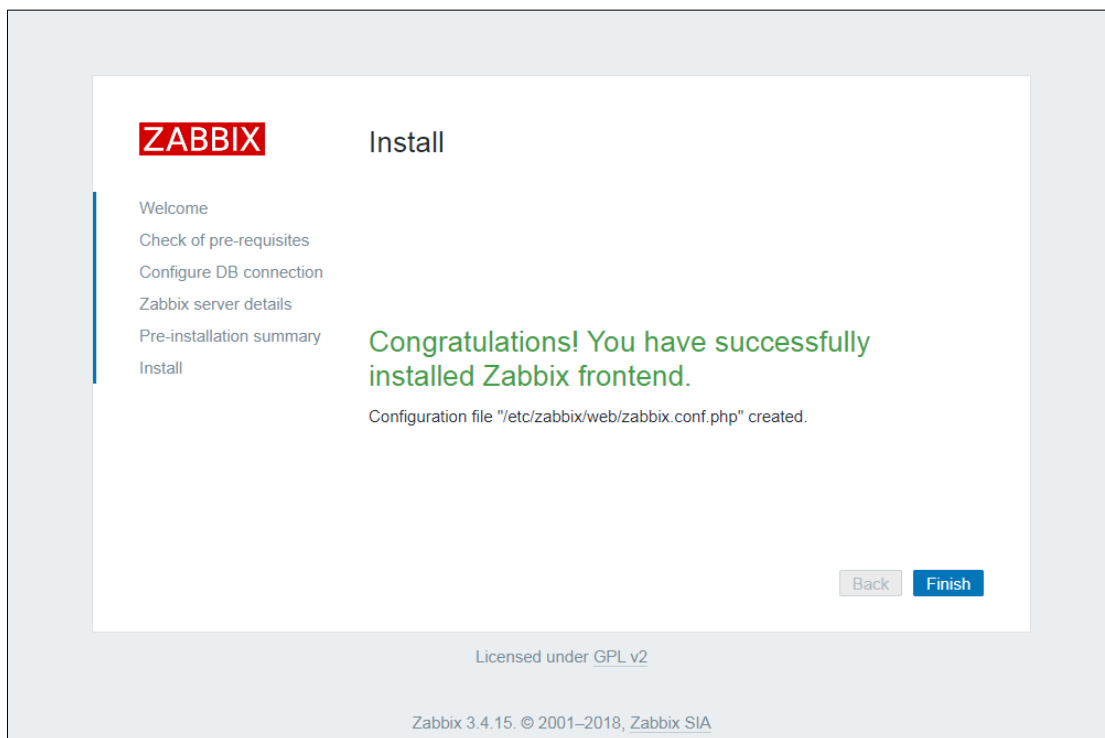 ZABBIX
Install
Welcome
Check of pre-requisites
Configure DB connection
Zabbix server details
Pre-installation summary
Install
Congratulations! You have successfully
installed Zabbix frontend.
Configuration file "/etc/zabbix/web/zabbix.conf.php" created.
Back
Finish
Licensed under GPL v2
Zabbix 3.4.15. © 2001–2018, Zabbix SIA